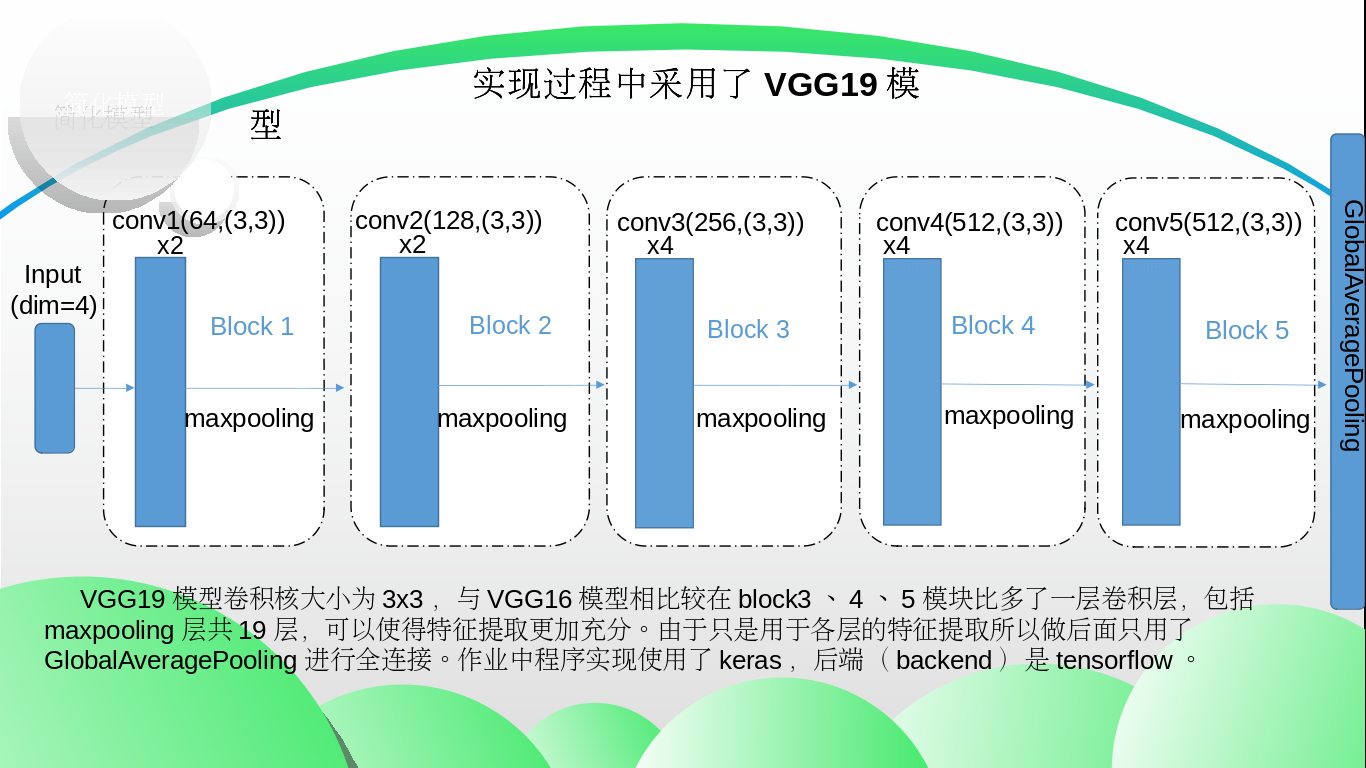 简化模型
实现过程中采用了 VGG19 模
型
conv1(64,(3,3))
x2
conv2(128,(3,3))
x2
conv3(256,(3,3))
x4
conv4(512,(3,3))
x4
conv5(512,(3,3))
x4
Input
(dim=4)
Block 1
Block 2
Block 3
Block 4
Block 5
maxpooling
maxpooling
maxpooling
maxpooling
maxpooling
GlobalAveragePooling
VGG19 模型卷积核大小为 3x3 ，与 VGG16 模型相比较在 block3 、 4 、 5 模块比多了一层卷积层，包括
maxpooling 层共 19 层，可以使得特征提取更加充分。由于只是用于各层的特征提取所以做后面只用了
GlobalAveragePooling 进行全连接。作业中程序实现使用了 keras ，后端（ backend ）是 tensorflow 。